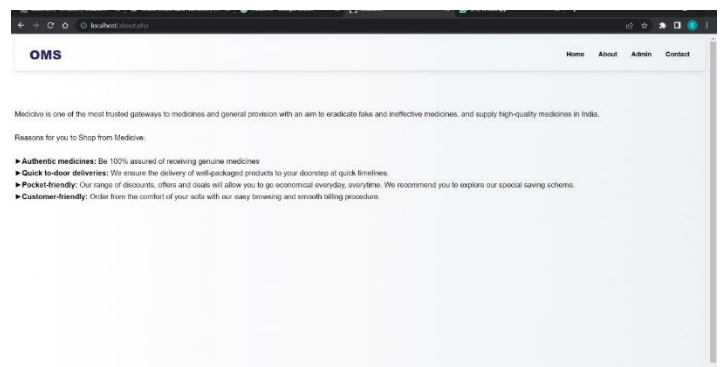 localhost/about.php
OMS
Home About Admin Contact
Medicive is one of the most trusted gateways to medicines and general provision with an aim to eradicate fake and ineffective medicines, and supply high-quality medicines in India.
Reasons for you to Shop from Medicive:
►Authentic medicines: Be 100% assured of receiving genuine medicines
►Quick to-door deliveries: We ensure the delivery of well-packaged products to your doorstep at quick timelines.
►Pocket-friendly: Our range of discounts, offers and deals will allow you to go economical everyday, everytime. We recommend you to explore our special saving scheme.
►Customer-friendly: Order from the comfort of your sofa with our easy browsing and smooth billing procedure.